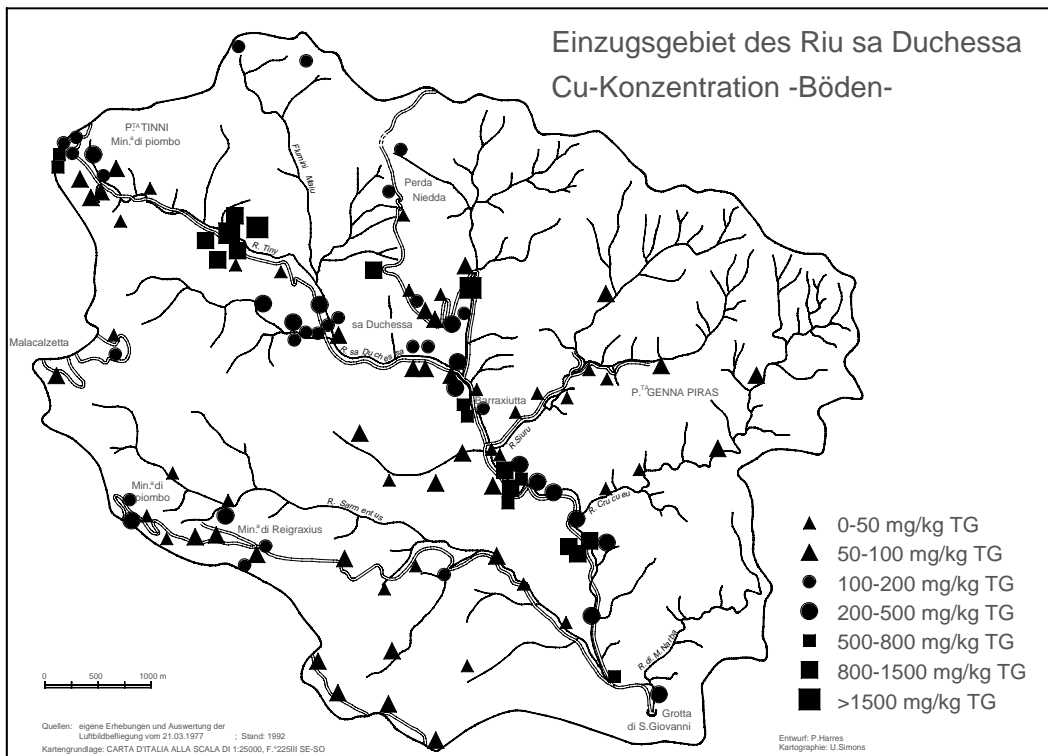 Einzugsgebiet des Riu sa Duchessa
Cu-Konzentration -Böden-
P.TA TINNI
Min.a di piombo
Flumini Maiu
Perda
Niedda
R. Tiny
sa Duchessa
Malacalzetta
R. sa Duchessa
P.TA GENNA PIRAS
Barraxiutta
R.Siuru
Min.a di
piombo
R. Sarmentus
R. Crucueu
Min.a di Reigraxius
0-50 mg/kg TG
50-100 mg/kg TG
100-200 mg/kg TG
200-500 mg/kg TG
500-800 mg/kg TG
800-1500 mg/kg TG
>1500 mg/kg TG
R. di M.Natba
0 500 1000 m
Grotta
di S.Giovanni
Quellen: eigene Erhebungen und Auswertung der
Luftbildbefliegung vom 21.03.1977 ; Stand: 1992
Kartengrundlage: CARTA D'ITALIA ALLA SCALA DI 1:25000, F.°225III SE-SO
Entwurf: P.Harres
Kartographie: U.Simons